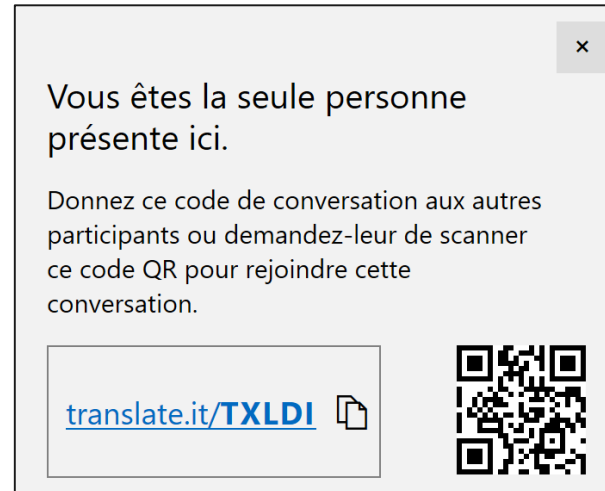 Vous êtes la seule personne
présente ici.
Donnez ce code de conversation aux autres
participants ou demandez-leur de scanner
ce code QR pour rejoindre cette
conversation.
translate.it/TXLDI